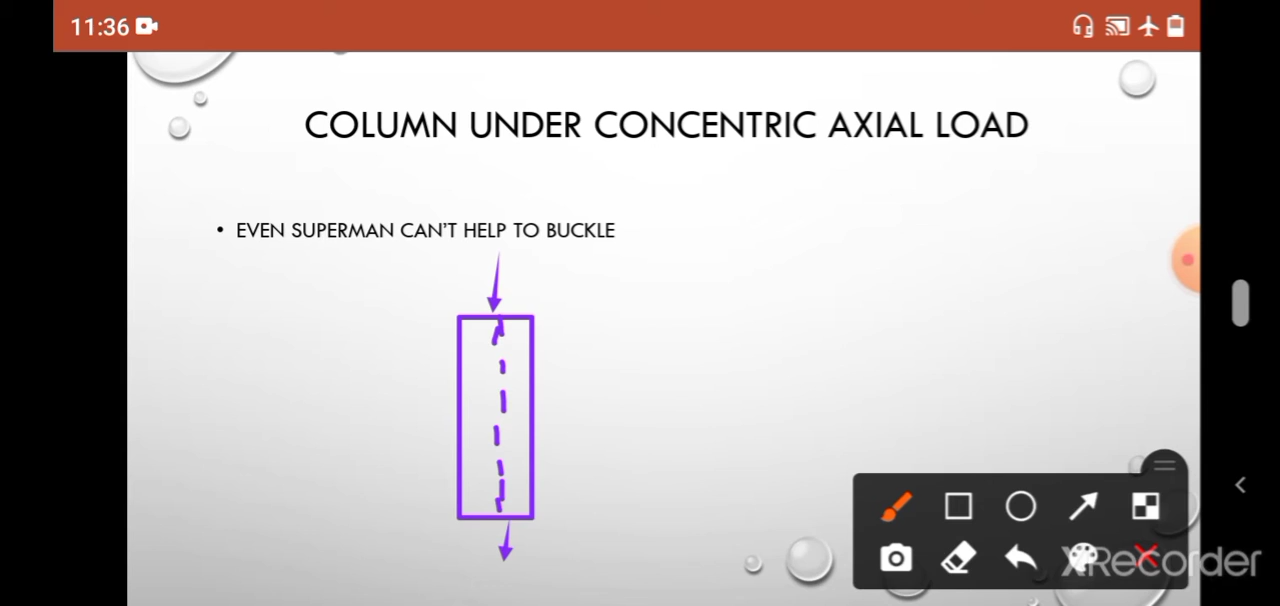 11:36
COLUMN UNDER CONCENTRIC AXIAL LOAD
• EVEN SUPERMAN CAN'T HELP TO BUCKLE
XRecorder